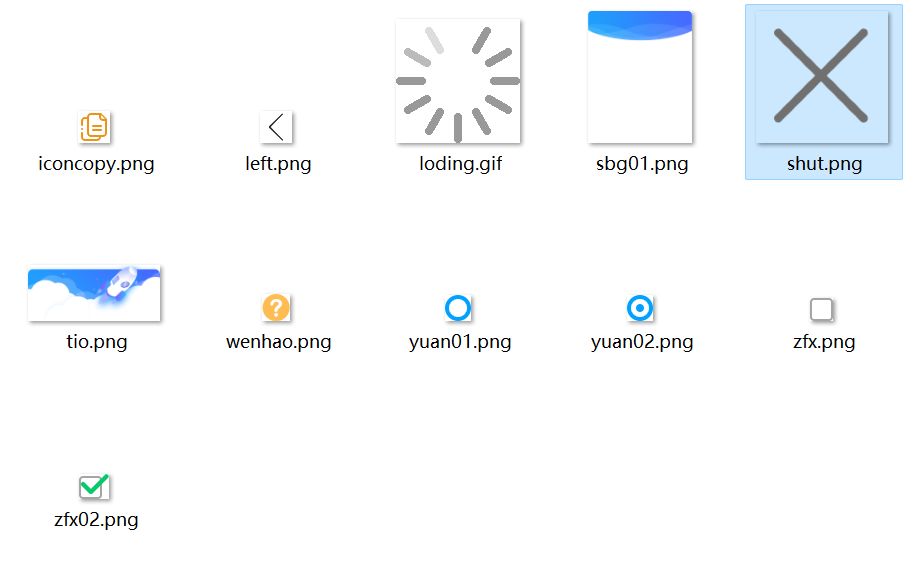 iconcopy.png
left.png
loding.gif
sbg01.png
shut.png
tio.png
wenhao.png
yuan01.png
yuan02.png
zfx.png
zfx02.png